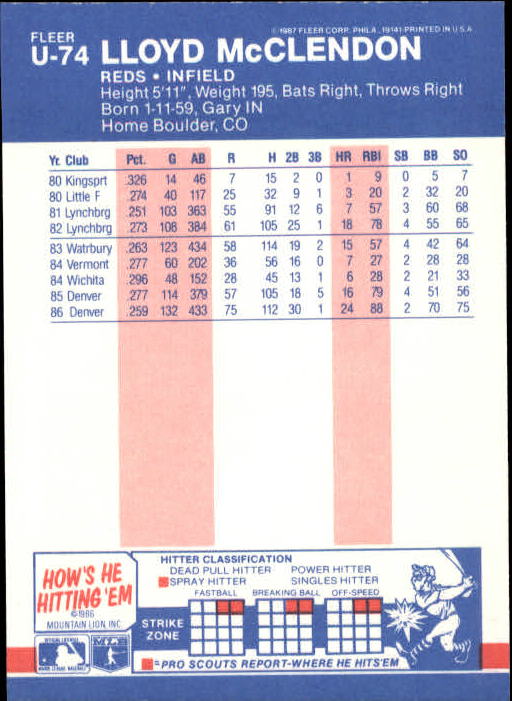 © 1987 FLEER CORP. PHILA., 19141-PRINTED IN U.S.A.
FLEER
U-74 LLOYD McCLENDON
REDS • INFIELD
Height 5'11", Weight 195, Bats Right, Throws Right
Born 1-11-59, Gary IN
Home Boulder, CO
Yr. Club Pct. G AB R H 2B 3B HR RBI SB BB SO
80 Kingsprt .326 14 46 7 15 2 0 1 9 0 5 7
80 Little F .274 40 117 25 32 9 1 3 20 2 32 20
81 Lynchbrg .251 103 363 55 91 12 6 7 57 3 60 68
82 Lynchbrg .273 108 384 61 105 25 1 18 78 4 55 65
83 Watrbury .263 123 434 58 114 19 2 15 57 4 42 64
84 Vermont .277 60 202 36 56 16 0 7 27 2 28 28
84 Wichita .296 48 152 28 45 13 1 6 28 2 21 33
85 Denver .277 114 379 57 105 18 5 16 79 4 51 56
86 Denver .259 132 433 75 112 30 1 24 88 2 70 75
HOW'S HE
HITTING 'EM
©1986
MOUNTAIN LION, INC.
MLB
HITTER CLASSIFICATION
DEAD PULL HITTER POWER HITTER
SPRAY HITTER SINGLES HITTER
FASTBALL BREAKING BALL OFF-SPEED
STRIKE
ZONE
=PRO SCOUTS REPORT-WHERE HE HITS'EM